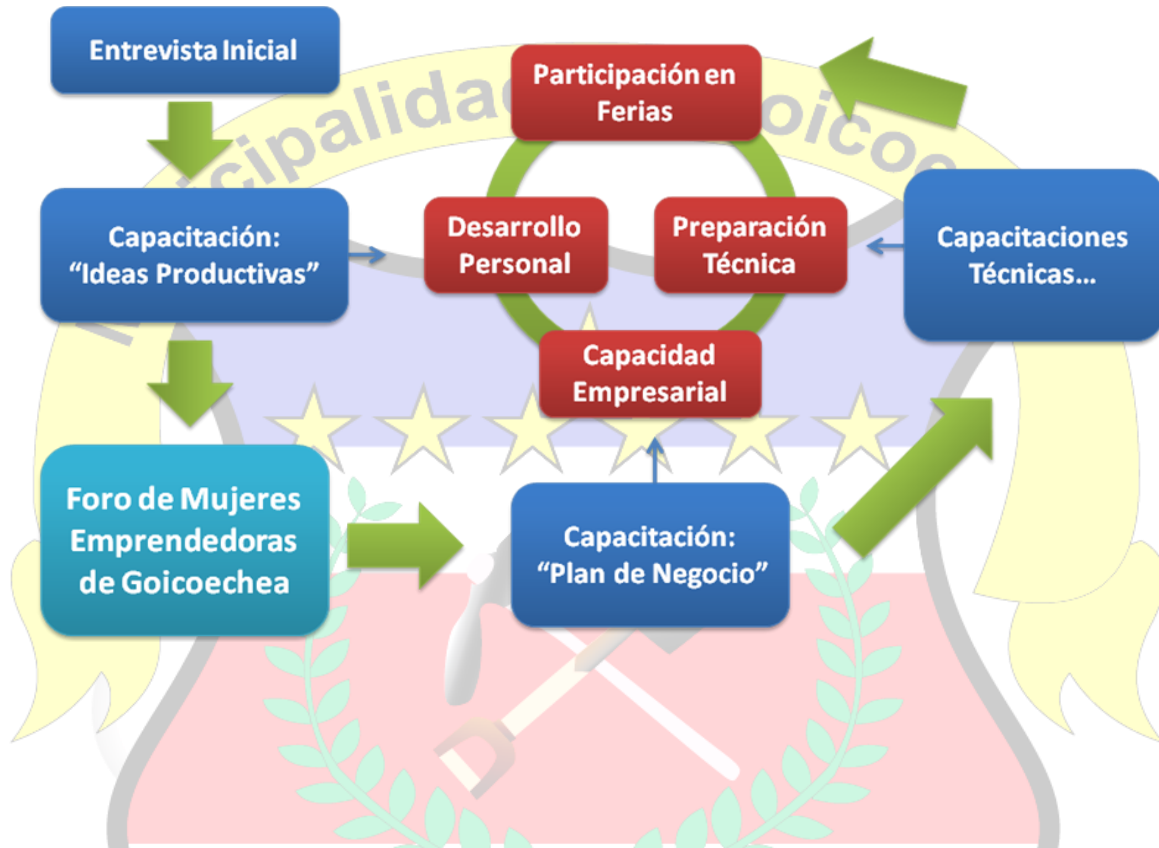 Entrevista Inicial
Participación en
Ferias
Capacitación:
“Ideas Productivas”
Desarrollo
Personal
Preparación
Técnica
Capacitaciones
Técnicas...
Capacidad
Empresarial
Foro de Mujeres
Emprendedoras
de Goicoechea
Capacitación:
“Plan de Negocio”